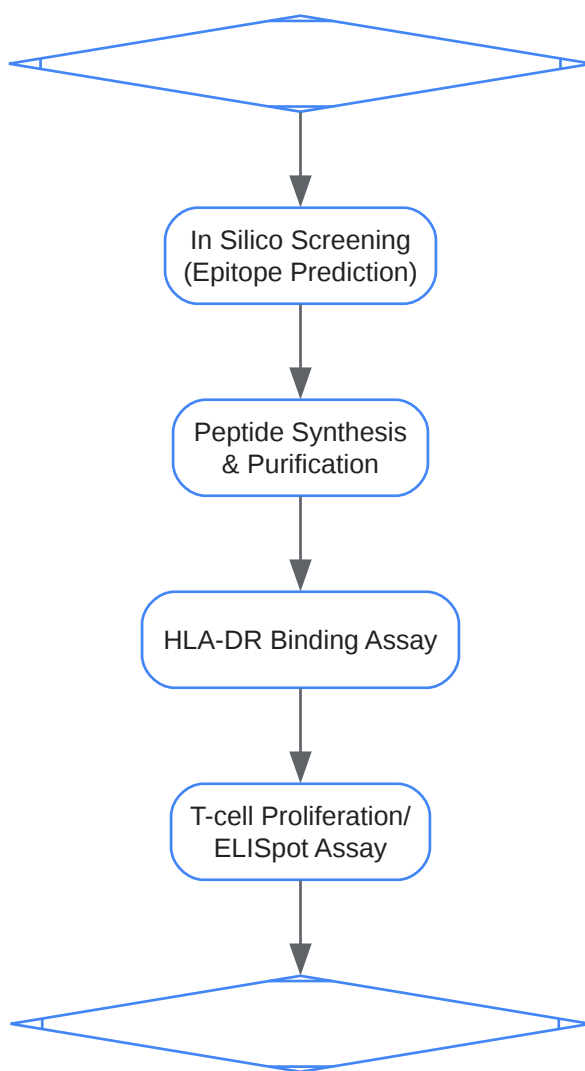 In Silico Screening
(Epitope Prediction)
Peptide Synthesis
& Purification
HLA-DR Binding Assay
T-cell Proliferation/
ELISpot Assay